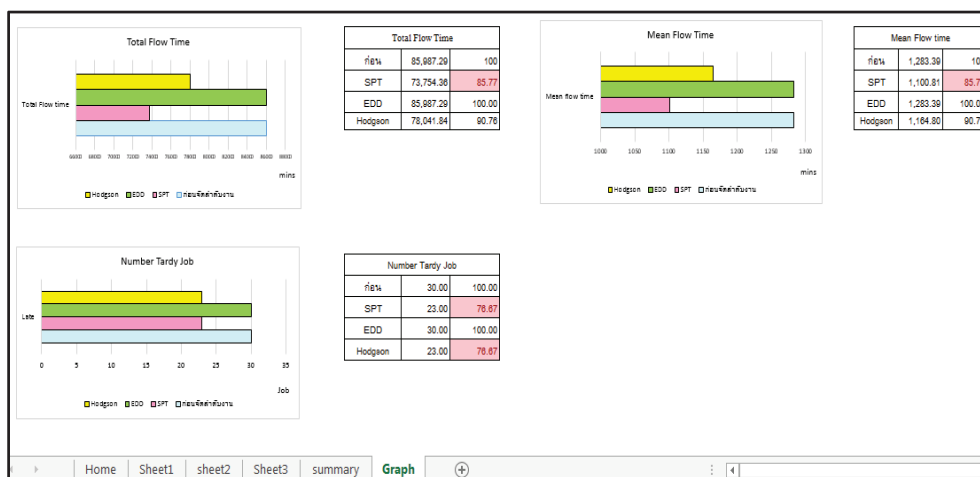 Total Flow Time
Total Flow time
6600 6800 7000 7200 7400 7600 7800 8000 8200 8400 8600 8800
mins
Hodgson EDD SPT ก่อนจัดลำดับงาน
Total Flow Time
ก่อน 85,987.29 100
SPT 73,754.36 85.77
EDD 85,987.29 100.00
Hodgson 78,041.84 90.76
Mean Flow Time
Mean flow time
1000 1050 1100 1150 1200 1250 1300
mins
Hodgson EDD SPT ก่อนจัดลำดับงาน
Mean Flow time
ก่อน 1,283.39 10
SPT 1,100.81 85.7
EDD 1,283.39 100.0
Hodgson 1,164.80 90.7
Number Tardy Job
Late
0 5 10 15 20 25 30 35
Job
Hodgson EDD SPT ก่อนจัดลำดับงาน
Number Tardy Job
ก่อน 30.00 100.00
SPT 23.00 76.67
EDD 30.00 100.00
Hodgson 23.00 76.67
Home Sheet1 sheet2 Sheet3 summary Graph